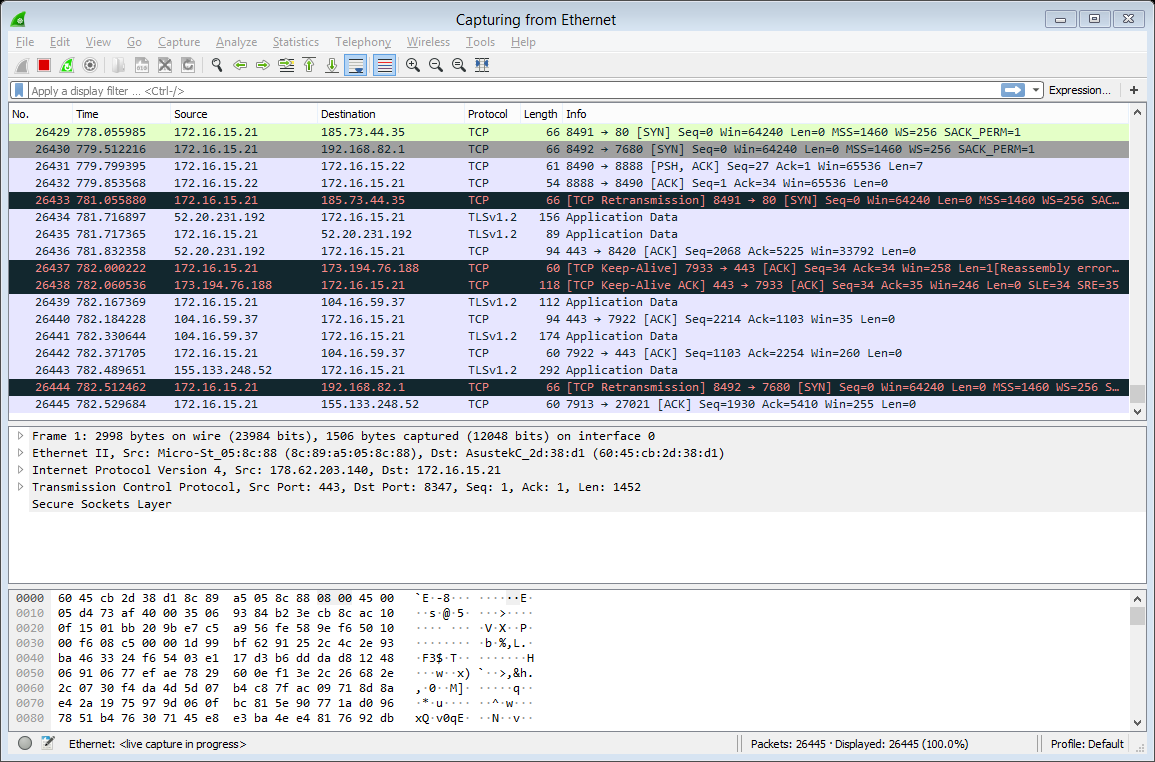 Capturing from Ethernet
File Edit View Go Capture Analyze Statistics Telephony Wireless Tools Help
Apply a display filter ... <Ctrl-/> Expression... +
No. Time Source Destination Protocol Length Info
26429 778.055985 172.16.15.21 185.73.44.35 TCP 66 8491 → 80 [SYN] Seq=0 Win=64240 Len=0 MSS=1460 WS=256 SACK_PERM=1
26430 779.512216 172.16.15.21 192.168.82.1 TCP 66 8492 → 7680 [SYN] Seq=0 Win=64240 Len=0 MSS=1460 WS=256 SACK_PERM=1
26431 779.799395 172.16.15.21 172.16.15.22 TCP 61 8490 → 8888 [PSH, ACK] Seq=27 Ack=1 Win=65536 Len=7
26432 779.853568 172.16.15.22 172.16.15.21 TCP 54 8888 → 8490 [ACK] Seq=1 Ack=34 Win=65536 Len=0
26433 781.055880 172.16.15.21 185.73.44.35 TCP 66 [TCP Retransmission] 8491 → 80 [SYN] Seq=0 Win=64240 Len=0 MSS=1460 WS=256 SAC…
26434 781.716897 52.20.231.192 172.16.15.21 TLSv1.2 156 Application Data
26435 781.717365 172.16.15.21 52.20.231.192 TLSv1.2 89 Application Data
26436 781.832358 52.20.231.192 172.16.15.21 TCP 94 443 → 8420 [ACK] Seq=2068 Ack=5225 Win=33792 Len=0
26437 782.000222 172.16.15.21 173.194.76.188 TCP 60 [TCP Keep-Alive] 7933 → 443 [ACK] Seq=34 Ack=34 Win=258 Len=1[Reassembly error…
26438 782.060536 173.194.76.188 172.16.15.21 TCP 118 [TCP Keep-Alive ACK] 443 → 7933 [ACK] Seq=34 Ack=35 Win=246 Len=0 SLE=34 SRE=35
26439 782.167369 172.16.15.21 104.16.59.37 TLSv1.2 112 Application Data
26440 782.184228 104.16.59.37 172.16.15.21 TCP 94 443 → 7922 [ACK] Seq=2214 Ack=1103 Win=35 Len=0
26441 782.330644 104.16.59.37 172.16.15.21 TLSv1.2 174 Application Data
26442 782.371705 172.16.15.21 104.16.59.37 TCP 60 7922 → 443 [ACK] Seq=1103 Ack=2254 Win=260 Len=0
26443 782.489651 155.133.248.52 172.16.15.21 TLSv1.2 292 Application Data
26444 782.512462 172.16.15.21 192.168.82.1 TCP 66 [TCP Retransmission] 8492 → 7680 [SYN] Seq=0 Win=64240 Len=0 MSS=1460 WS=256 S…
26445 782.529684 172.16.15.21 155.133.248.52 TCP 60 7913 → 27021 [ACK] Seq=1930 Ack=5410 Win=255 Len=0
Frame 1: 2998 bytes on wire (23984 bits), 1506 bytes captured (12048 bits) on interface 0
Ethernet II, Src: Micro-St_05:8c:88 (8c:89:a5:05:8c:88), Dst: AsustekC_2d:38:d1 (60:45:cb:2d:38:d1)
Internet Protocol Version 4, Src: 178.62.203.140, Dst: 172.16.15.21
Transmission Control Protocol, Src Port: 443, Dst Port: 8347, Seq: 1, Ack: 1, Len: 1452
Secure Sockets Layer
0000 60 45 cb 2d 38 d1 8c 89 a5 05 8c 88 08 00 45 00 `E·-8··· ······E·
0010 05 d4 73 af 40 00 35 06 93 84 b2 3e cb 8c ac 10 ··s·@·5· ···>····
0020 0f 15 01 bb 20 9b e7 c5 a9 56 fe 58 9e f6 50 10 ···· ··· ·V·X··P·
0030 00 f6 08 c5 00 00 1d 99 bf 62 91 25 2c 4c 2e 93 ········ ·b·%,L.·
0040 ba 46 33 24 f6 54 03 e1 17 d3 b6 dd da d8 12 48 ·F3$·T·· ·······H
0050 06 91 06 77 ef ae 78 29 60 0e f1 3e 2c 26 68 2e ···w··x) `··>,&h.
0060 2c 07 30 f4 da 4d 5d 07 b4 c8 7f ac 09 71 8d 8a ,·0··M]· ·····q··
0070 e4 2a 19 75 97 9d 06 0f bc 81 5e 90 77 1a d0 96 ·*·u···· ··^·w···
0080 78 51 b4 76 30 71 45 e8 e3 ba 4e e4 81 76 92 db xQ·v0qE· ··N··v··
Ethernet: <live capture in progress> Packets: 26445 · Displayed: 26445 (100.0%) Profile: Default